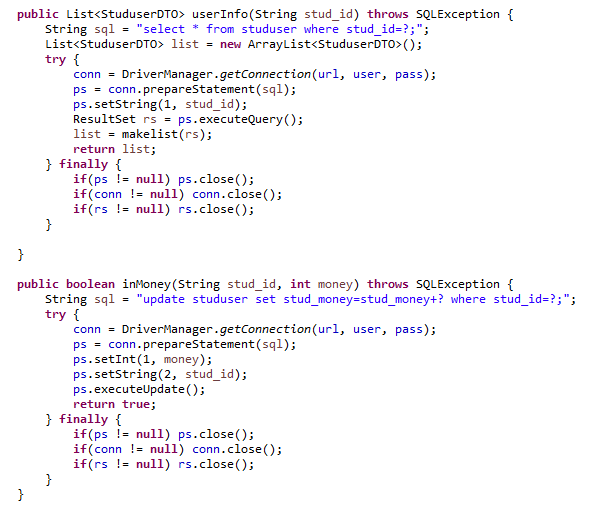 public List<StuduserDTO> userInfo(String stud_id) throws SQLException {
    String sql = "select * from studuser where stud_id=?;";
    List<StuduserDTO> list = new ArrayList<StuduserDTO>();
    try {
        conn = DriverManager.getConnection(url, user, pass);
        ps = conn.prepareStatement(sql);
        ps.setString(1, stud_id);
        ResultSet rs = ps.executeQuery();
        list = makelist(rs);
        return list;
    } finally {
        if(ps != null) ps.close();
        if(conn != null) conn.close();
        if(rs != null) rs.close();
    }

}

public boolean inMoney(String stud_id, int money) throws SQLException {
    String sql = "update studuser set stud_money=stud_money+? where stud_id=?;";
    try {
        conn = DriverManager.getConnection(url, user, pass);
        ps = conn.prepareStatement(sql);
        ps.setInt(1, money);
        ps.setString(2, stud_id);
        ps.executeUpdate();
        return true;
    } finally {
        if(ps != null) ps.close();
        if(conn != null) conn.close();
        if(rs != null) rs.close();
    }
}